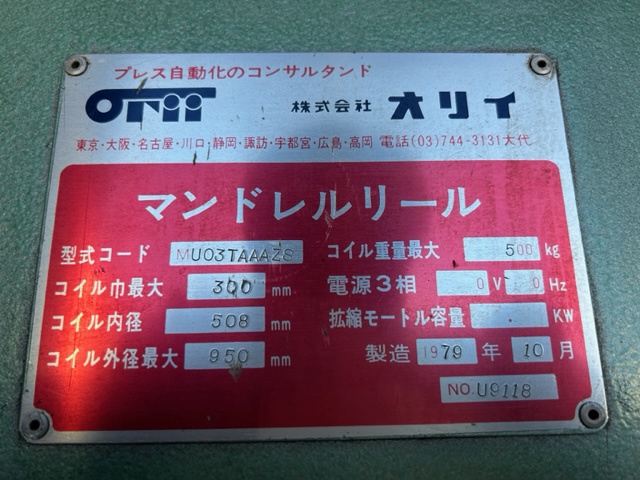 プレス自動化のコンサルタンド
Orii 株式会社 オリイ
東京・大阪・名古屋・川口・静岡・諏訪・宇都宮・広島・高岡 電話(03)744-3131大代
マンドレルリール
型式コード MU03TAAAZ8 コイル重量最大 500 kg
コイル巾最大 300 mm 電源3相 0 V 0 Hz
コイル内径 508 mm 拡縮モートル容量 KW
コイル外径最大 950 mm 製造 1979 年 10 月
NO. U9118